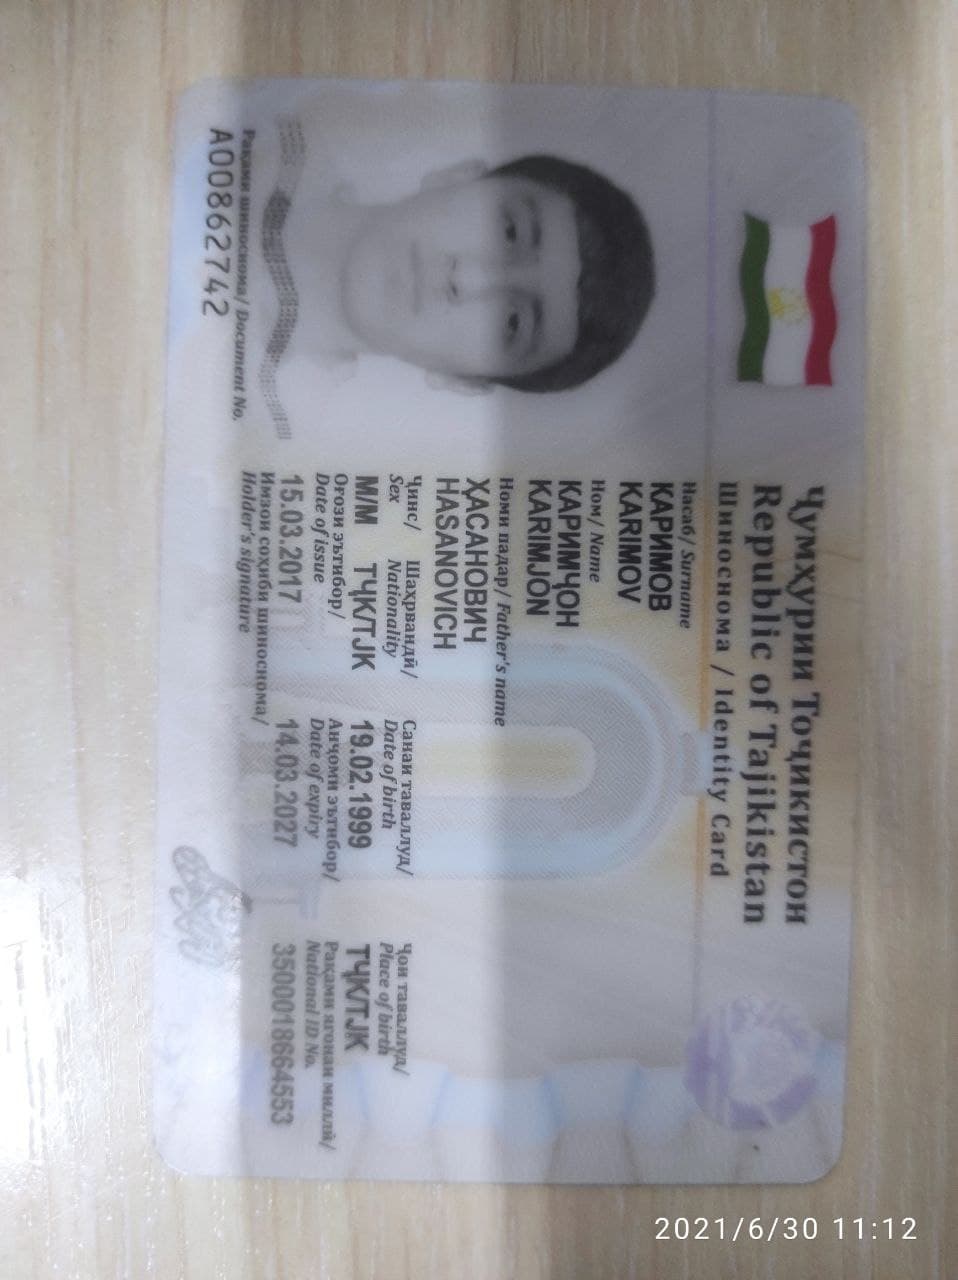 Ҷумҳурии Тоҷикистон
Republic of Tajikistan
Шиноснома / Identity Card
Насаб/ Surname
КАРИМОВ
KARIMOV
Ном/ Name
КАРИМҶОН
KARIMJON
Номи падар/ Father's name
ҲАСАНОВИЧ
HASANOVICH
Ҷинс/ Шаҳрвандӣ/ Санаи таваллуд/ Ҷои таваллуд/
Sex Nationality Date of birth Place of birth
M/M ТҶК/TJK 19.02.1999 ТҶК/TJK
Оғози эътибор/ Анҷоми эътибор/ Рақами ягонаи миллӣ/
Date of issue Date of expiry National ID No.
15.03.2017 14.03.2027 3500018664553
Имзои соҳиби шиноснома/
Holder's signature
Рақами шиноснома/ Document No.
A00862742
2021/6/30 11:12